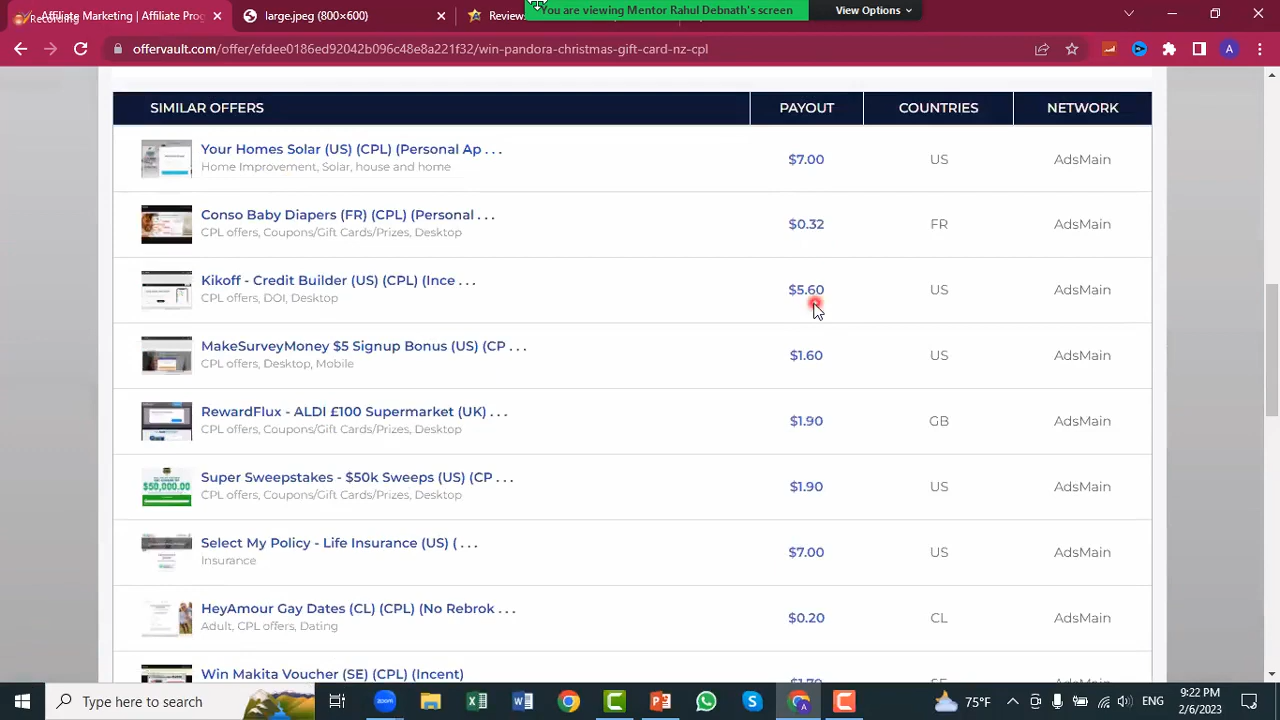 Affiliate Marketing Tips & Offers
large.jpeg (800×600)
Review
You are viewing Mentor Rahul Debnath's screen
View Options
offervault.com/offer/efdee0186ed92042b096c48e8a221f32/win-pandora-christmas-gift-card-nz-cpl
A
SIMILAR OFFERS PAYOUT COUNTRIES NETWORK
Your Homes Solar (US) (CPL) (Personal Ap . . .
Home Improvement, Solar, house and home
$7.00 US AdsMain
Conso Baby Diapers (FR) (CPL) (Personal . . .
CPL offers, Coupons/Gift Cards/Prizes, Desktop
$0.32 FR AdsMain
Kikoff - Credit Builder (US) (CPL) (Ince . . .
CPL offers, DOI, Desktop
$5.60 US AdsMain
MakeSurveyMoney $5 Signup Bonus (US) (CP . . .
CPL offers, Desktop, Mobile
$1.60 US AdsMain
RewardFlux - ALDI £100 Supermarket (UK) . . .
CPL offers, Coupons/Gift Cards/Prizes, Desktop
$1.90 GB AdsMain
Super Sweepstakes - $50k Sweeps (US) (CP . . .
CPL offers, Coupons/Gift Cards/Prizes, Desktop
$1.90 US AdsMain
Select My Policy - Life Insurance (US) ( . . .
Insurance
$7.00 US AdsMain
HeyAmour Gay Dates (CL) (CPL) (No Rebrok . . .
Adult, CPL offers, Dating
$0.20 CL AdsMain
Win Makita Voucher (SE) (CPL) (Incent)
Type here to search
75°F
ENG
9:22 PM
2/6/2023